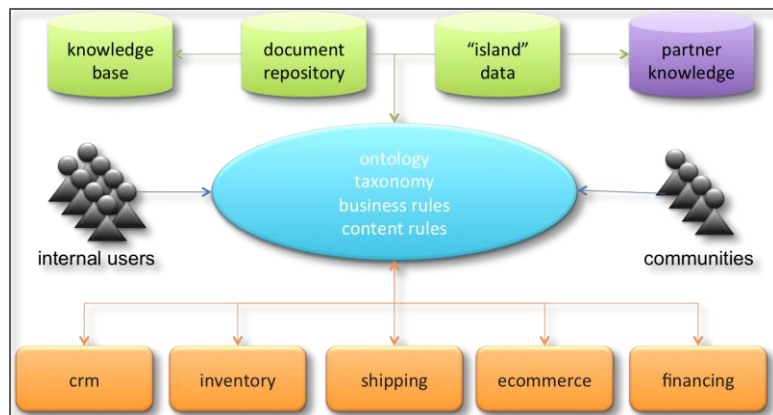 knowledge
base
document
repository
“island”
data
partner
knowledge
ontology
taxonomy
business rules
content rules
internal users
communities
crm
inventory
shipping
ecommerce
financing